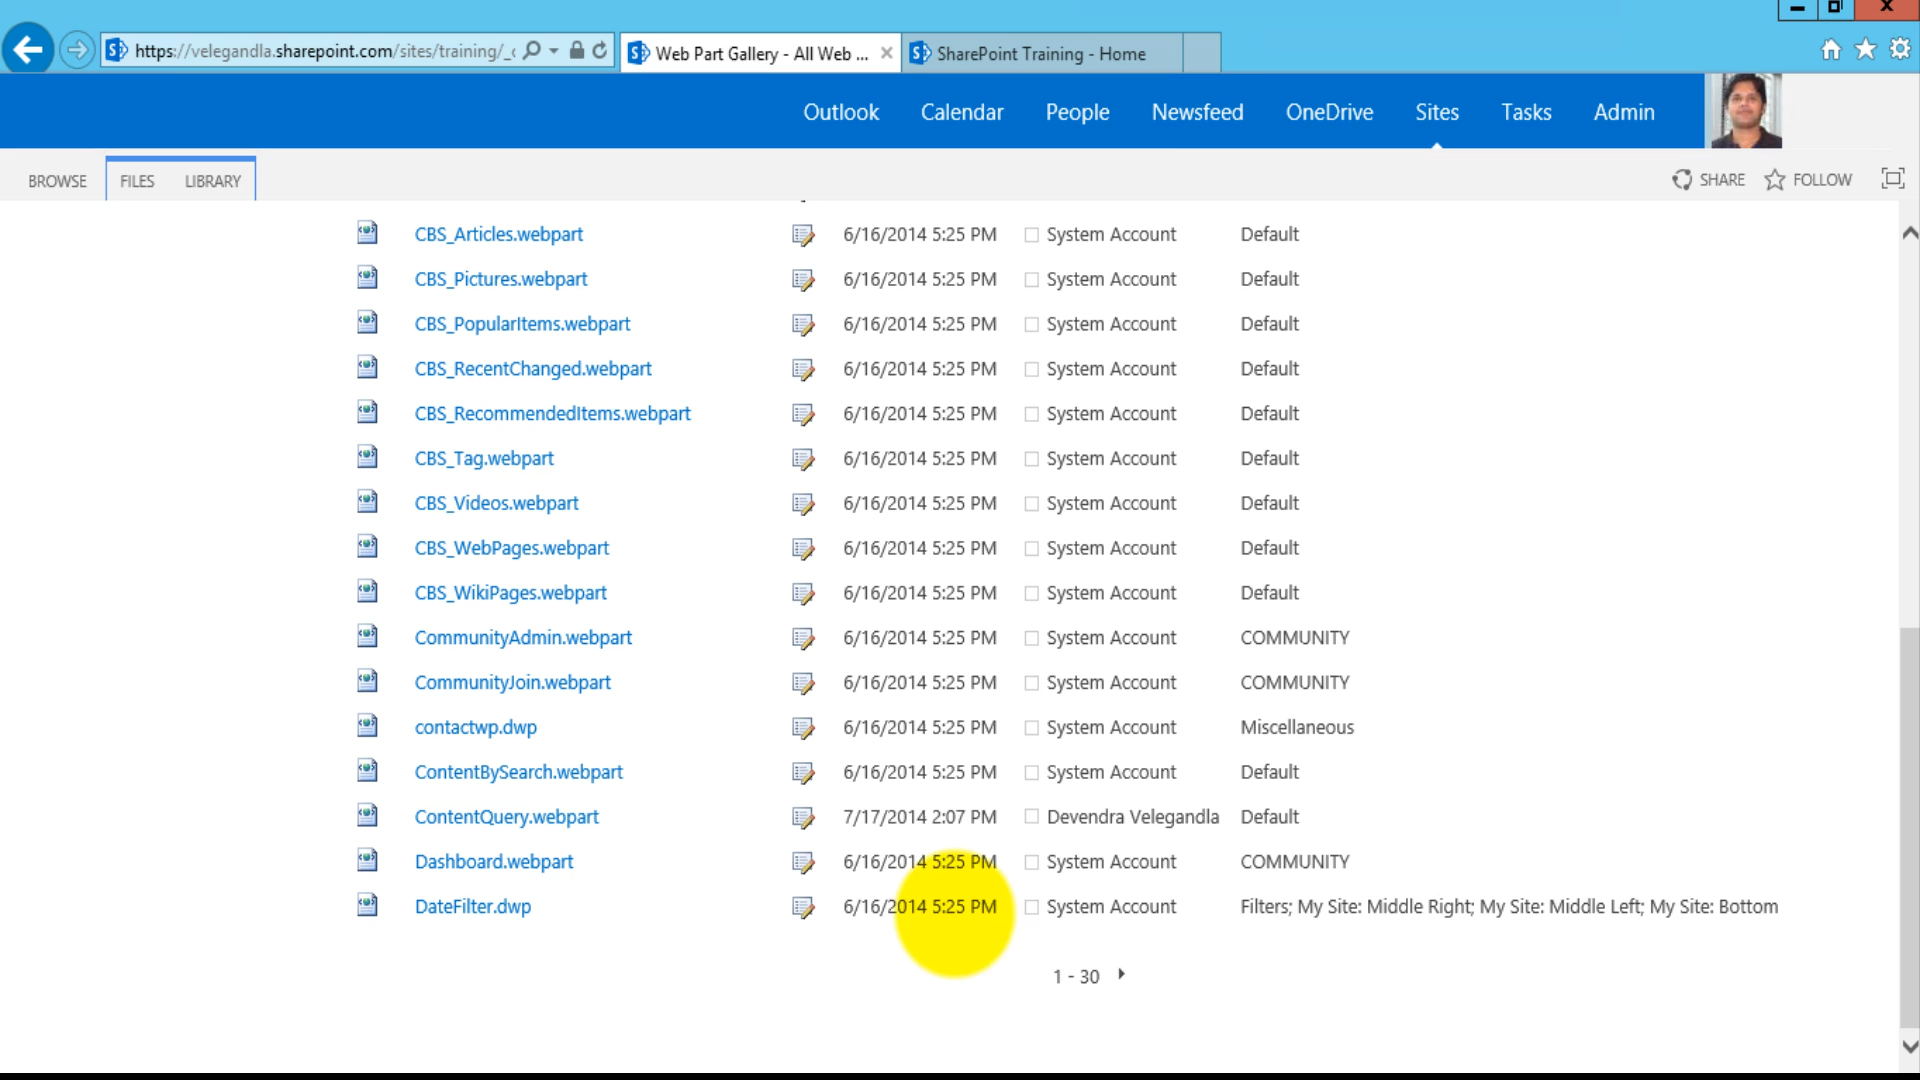 https://velegandla.sharepoint.com/sites/training/_
Web Part Gallery - All Web ...
SharePoint Training - Home
Outlook Calendar People Newsfeed OneDrive Sites Tasks Admin
BROWSE FILES LIBRARY SHARE FOLLOW
CBS_Articles.webpart 6/16/2014 5:25 PM System Account Default
CBS_Pictures.webpart 6/16/2014 5:25 PM System Account Default
CBS_PopularItems.webpart 6/16/2014 5:25 PM System Account Default
CBS_RecentChanged.webpart 6/16/2014 5:25 PM System Account Default
CBS_RecommendedItems.webpart 6/16/2014 5:25 PM System Account Default
CBS_Tag.webpart 6/16/2014 5:25 PM System Account Default
CBS_Videos.webpart 6/16/2014 5:25 PM System Account Default
CBS_WebPages.webpart 6/16/2014 5:25 PM System Account Default
CBS_WikiPages.webpart 6/16/2014 5:25 PM System Account Default
CommunityAdmin.webpart 6/16/2014 5:25 PM System Account COMMUNITY
CommunityJoin.webpart 6/16/2014 5:25 PM System Account COMMUNITY
contactwp.dwp 6/16/2014 5:25 PM System Account Miscellaneous
ContentBySearch.webpart 6/16/2014 5:25 PM System Account Default
ContentQuery.webpart 7/17/2014 2:07 PM Devendra Velegandla Default
Dashboard.webpart 6/16/2014 5:25 PM System Account COMMUNITY
DateFilter.dwp 6/16/2014 5:25 PM System Account Filters; My Site: Middle Right; My Site: Middle Left; My Site: Bottom
1 - 30